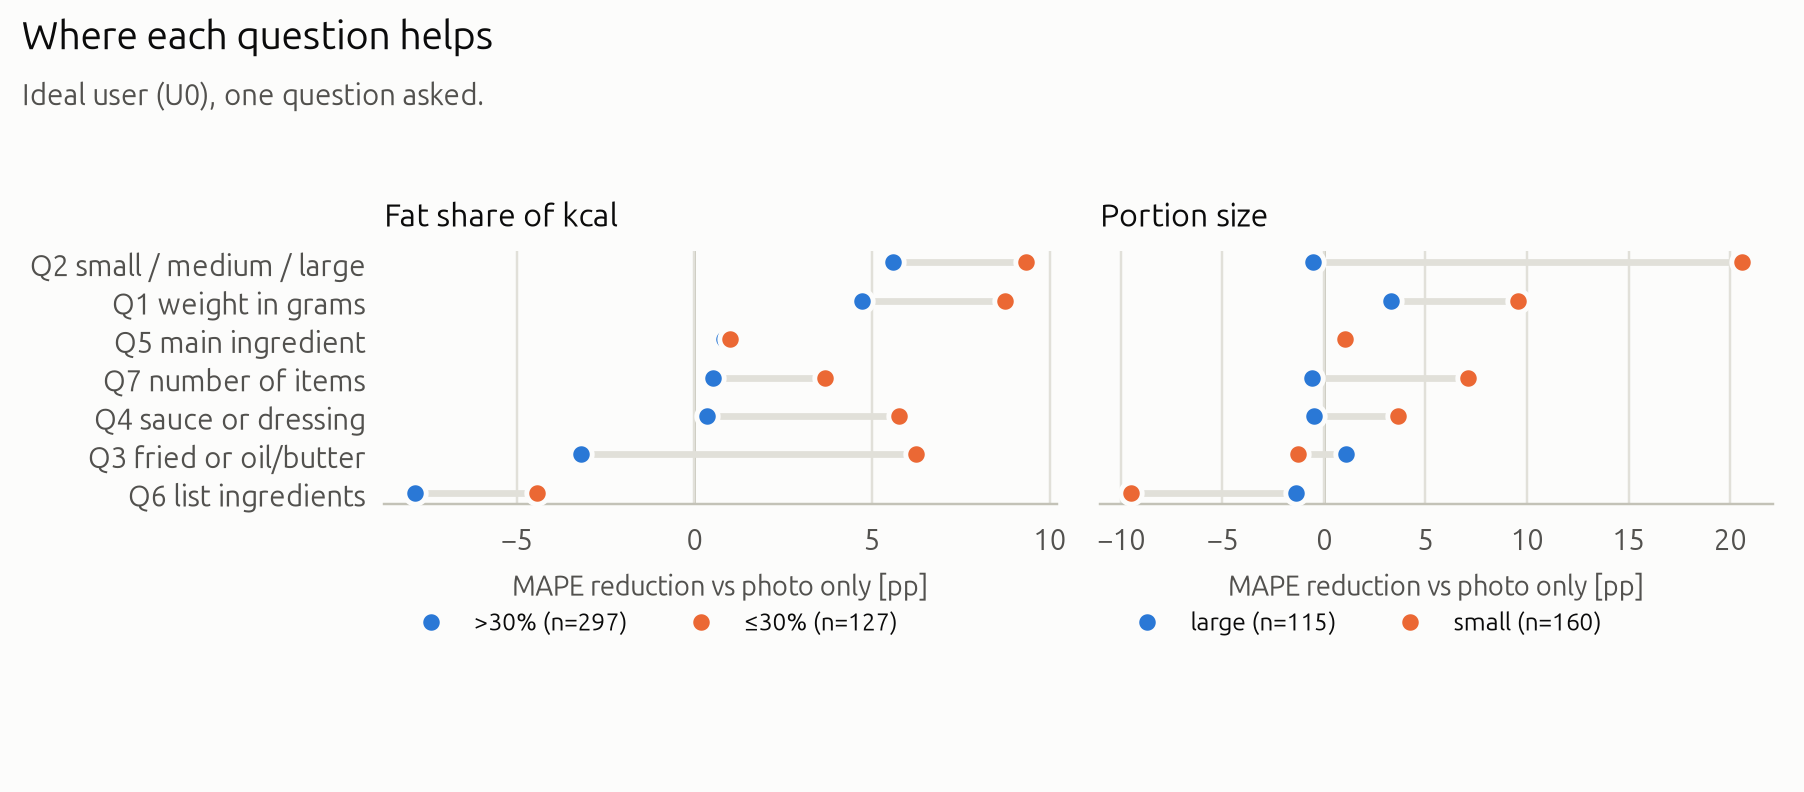 Where each question helps
Ideal user (U0), one question asked.
Fat share of kcal
Portion size
Q2 small / medium / large
Q1 weight in grams
Q5 main ingredient
Q7 number of items
Q4 sauce or dressing
Q3 fried or oil/butter
Q6 list ingredients
−5 0 5 10
−10 −5 0 5 10 15 20
MAPE reduction vs photo only [pp]
MAPE reduction vs photo only [pp]
>30% (n=297) ≤30% (n=127)
large (n=115) small (n=160)